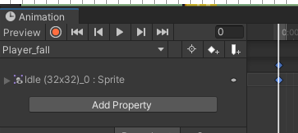 Animation
Preview 0
Player_fall
Idle (32x32)_0 : Sprite
Add Property